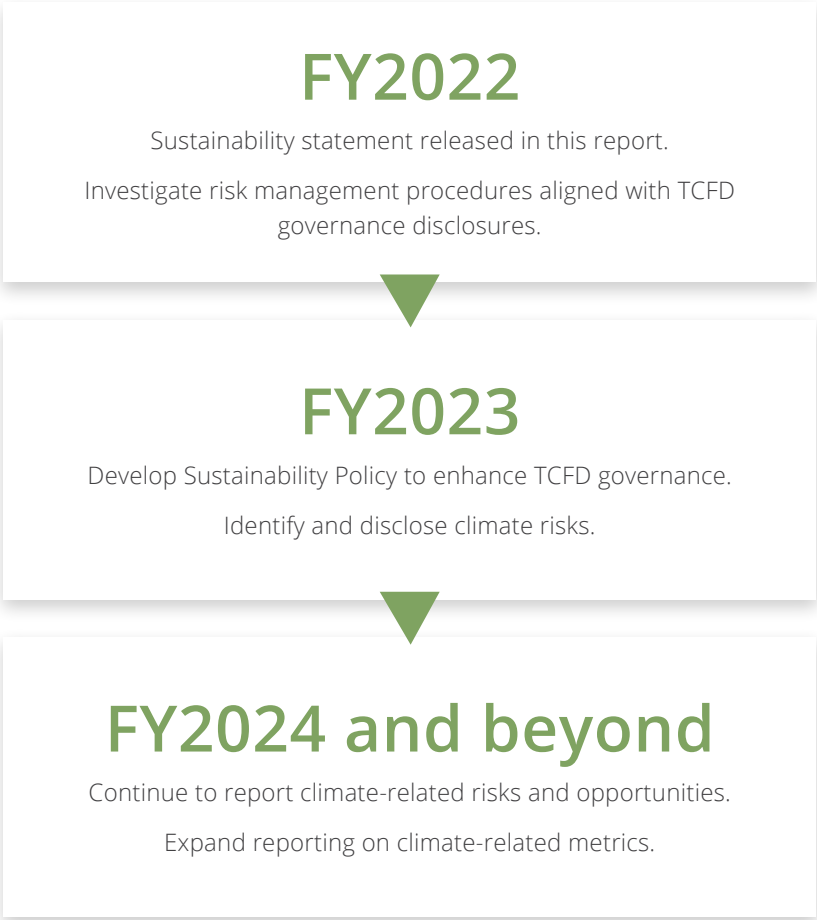 FY2022
Sustainability statement released in this report.
Investigate risk management procedures aligned with TCFD
governance disclosures.
FY2023
Develop Sustainability Policy to enhance TCFD governance.
Identify and disclose climate risks.
FY2024 and beyond
Continue to report climate-related risks and opportunities.
Expand reporting on climate-related metrics.